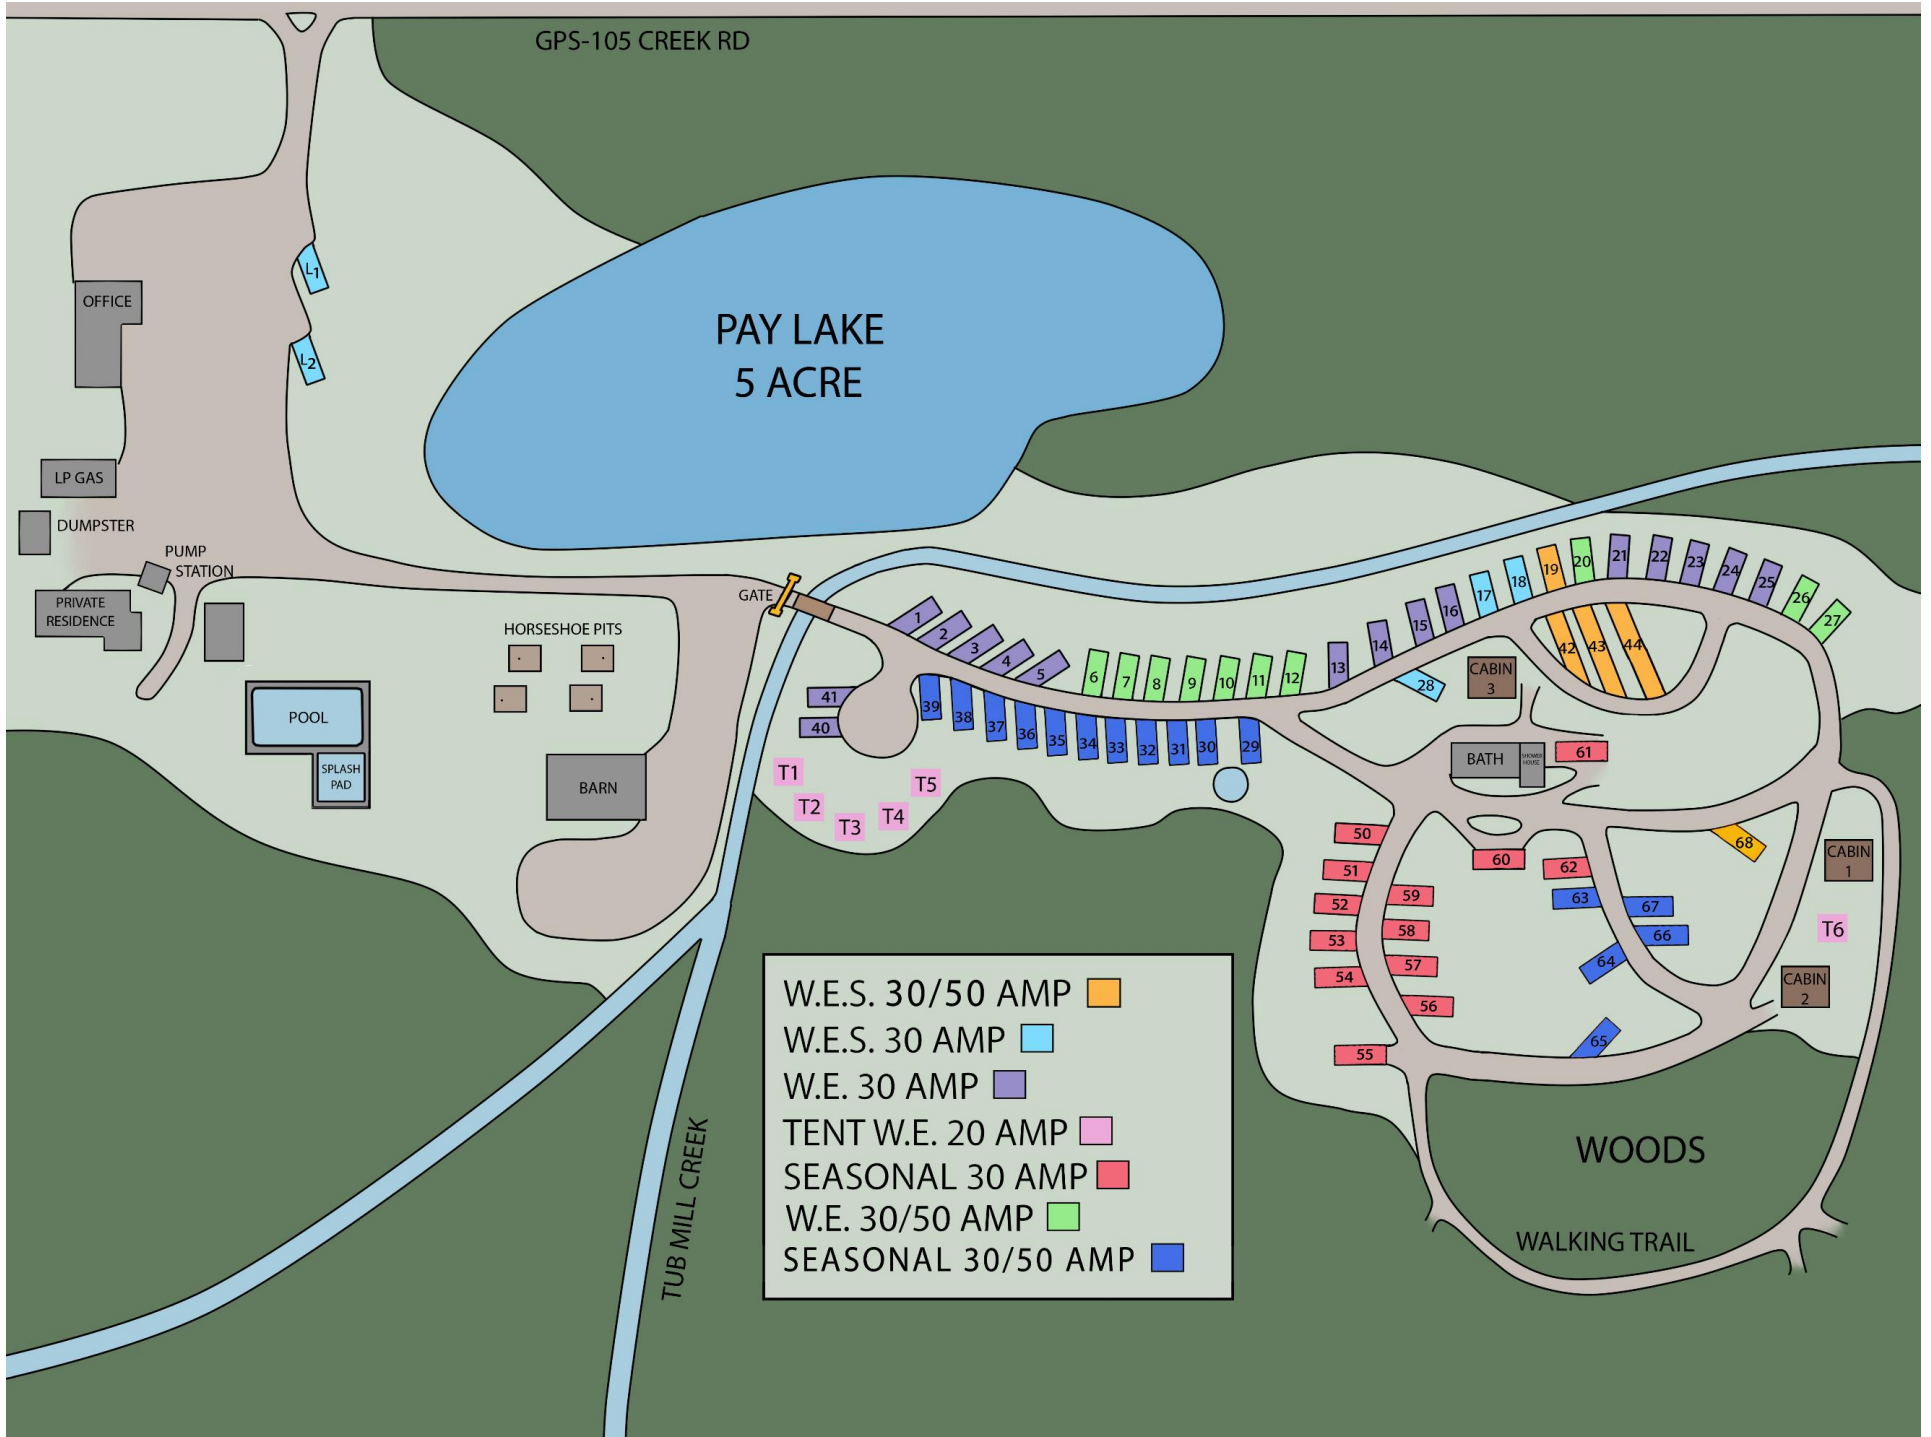 GPS-105 CREEK RD
L1
OFFICE
PAY LAKE
5 ACRE
L2
LP GAS
DUMPSTER
PUMP
STATION
PRIVATE
RESIDENCE
GATE
HORSESHOE PITS
POOL
SPLASH
PAD
BARN
1
2
3
4
5
6
7
8
9
10
11
12
13
14
15
16
17
18
19
20
21
22
23
24
25
26
27
28
CABIN
3
42
43
44
41
40
39
38
37
36
35
34
33
32
31
30
29
T1
T2
T3
T4
T5
BATH
SHOWER
HOUSE
61
50
51
52
53
54
55
59
58
57
56
60
62
63
64
65
67
66
68
CABIN
1
T6
CABIN
2
W.E.S. 30/50 AMP
W.E.S. 30 AMP
W.E. 30 AMP
TENT W.E. 20 AMP
SEASONAL 30 AMP
W.E. 30/50 AMP
SEASONAL 30/50 AMP
TUB MILL CREEK
WOODS
WALKING TRAIL